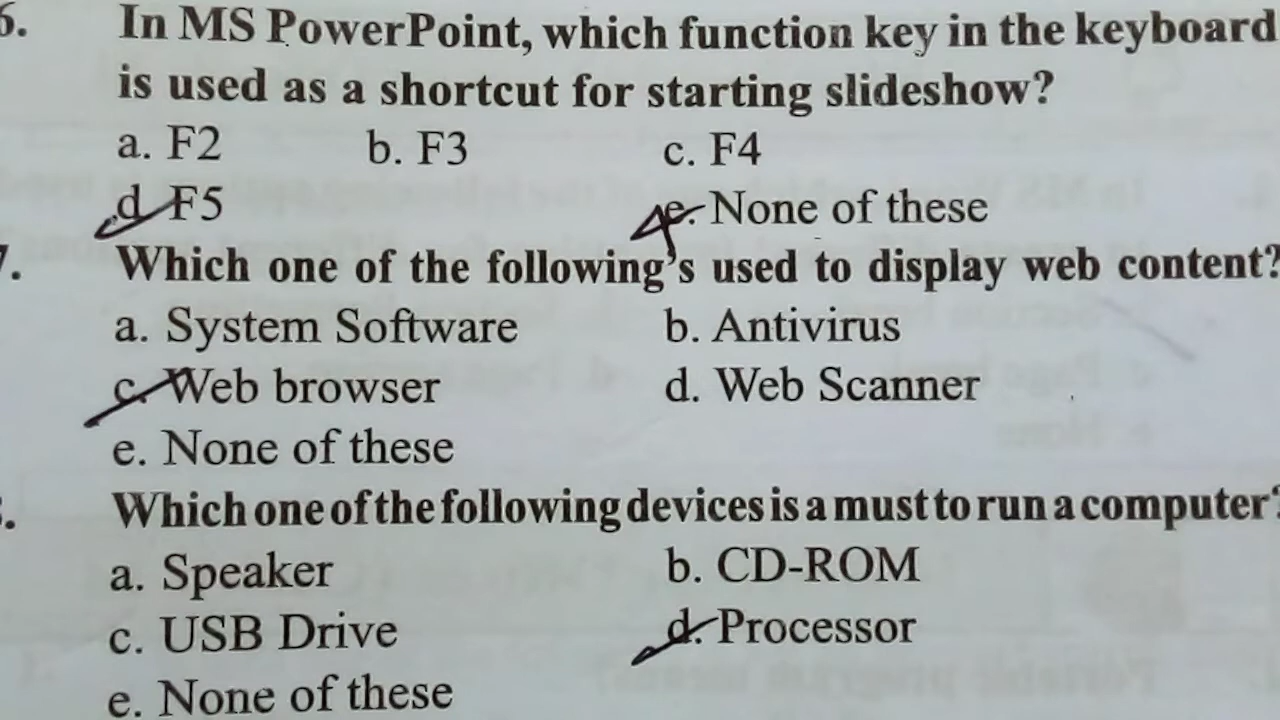 6. In MS PowerPoint, which function key in the keyboard
is used as a shortcut for starting slideshow?
a. F2 b. F3 c. F4
d F5 e. None of these
7. Which one of the following's used to display web content?
a. System Software b. Antivirus
c. Web browser d. Web Scanner
e. None of these
Which one of the following devices is a must to run a computer?
a. Speaker b. CD-ROM
c. USB Drive d. Processor
e. None of these